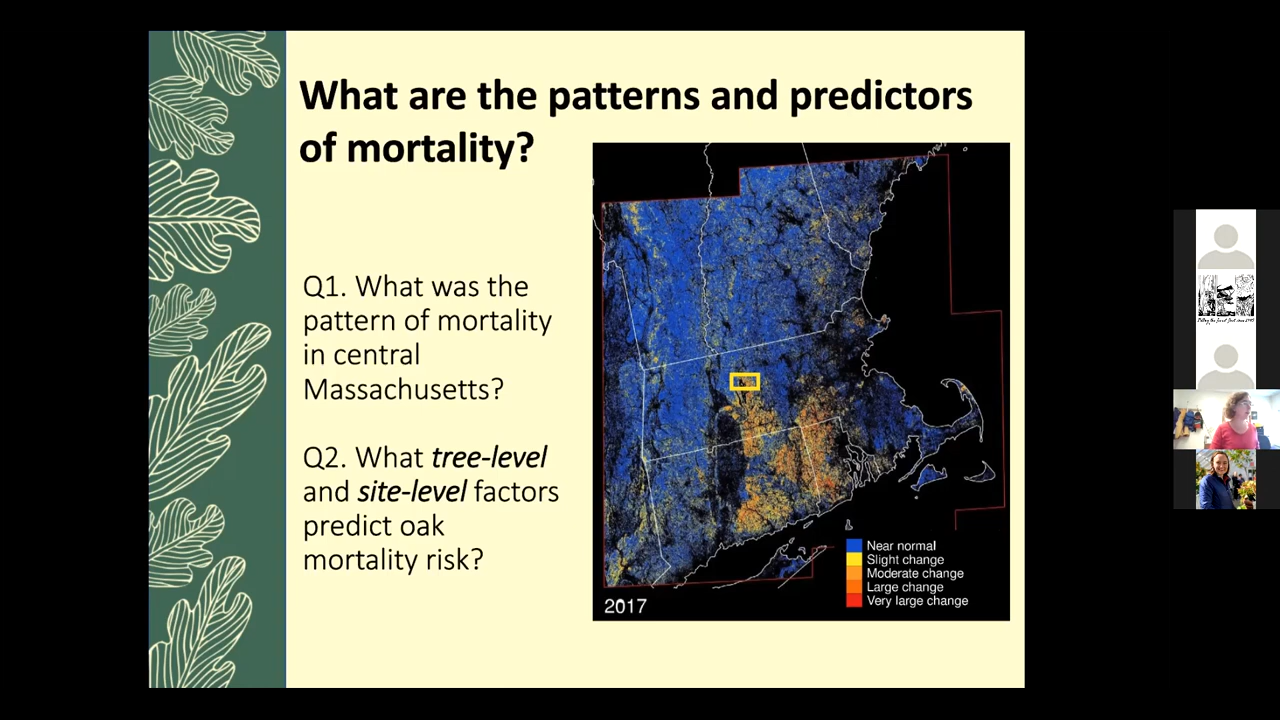 What are the patterns and predictors
of mortality?
Q1. What was the
pattern of mortality
in central
Massachusetts?
Q2. What tree-level
and site-level factors
predict oak
mortality risk?
Near normal
Slight change
Moderate change
Large change
Very large change
2017